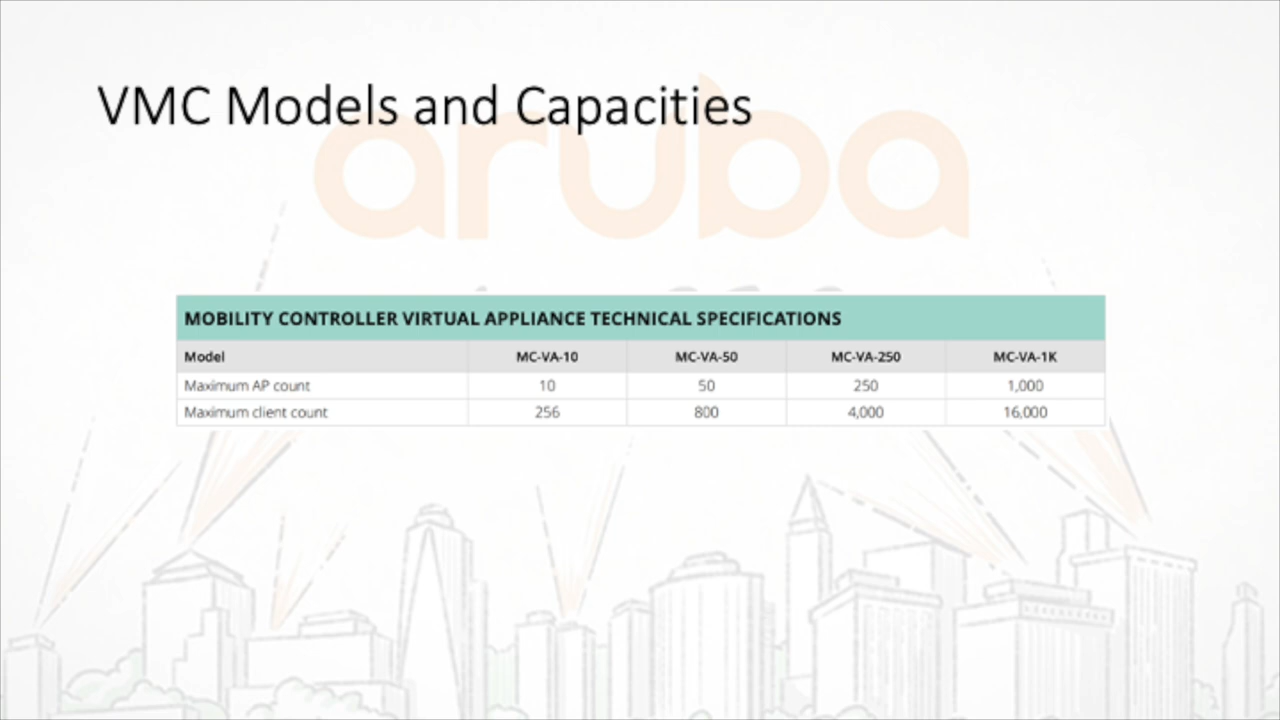 VMC Models and Capacities
aruba
MOBILITY CONTROLLER VIRTUAL APPLIANCE TECHNICAL SPECIFICATIONS
Model MC-VA-10 MC-VA-50 MC-VA-250 MC-VA-1K
Maximum AP count 10 50 250 1,000
Maximum client count 256 800 4,000 16,000